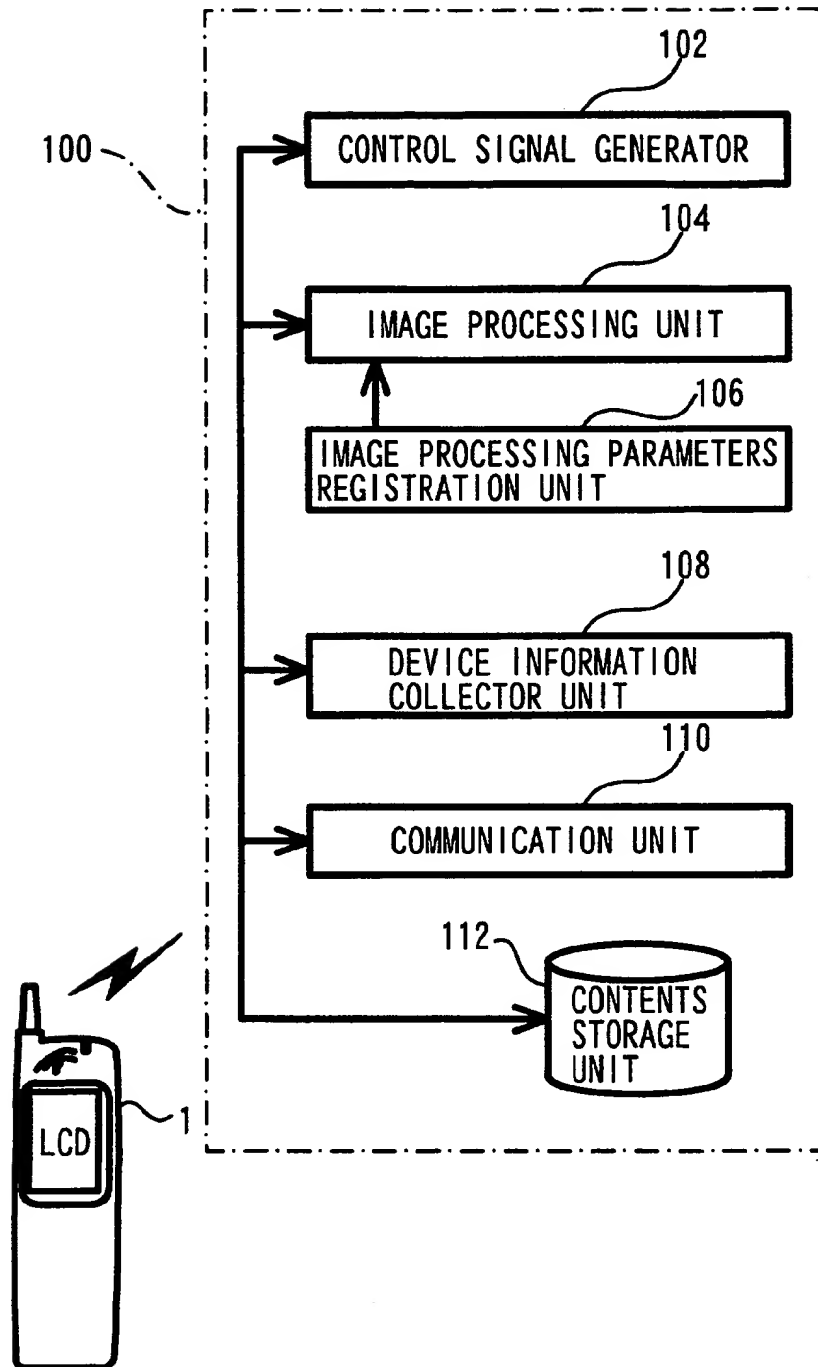 102
100
CONTROL SIGNAL GENERATOR
104
IMAGE PROCESSING UNIT
106
IMAGE PROCESSING PARAMETERS
REGISTRATION UNIT
108
DEVICE INFORMATION
COLLECTOR UNIT
110
COMMUNICATION UNIT
112
CONTENTS
STORAGE
UNIT
1
LCD